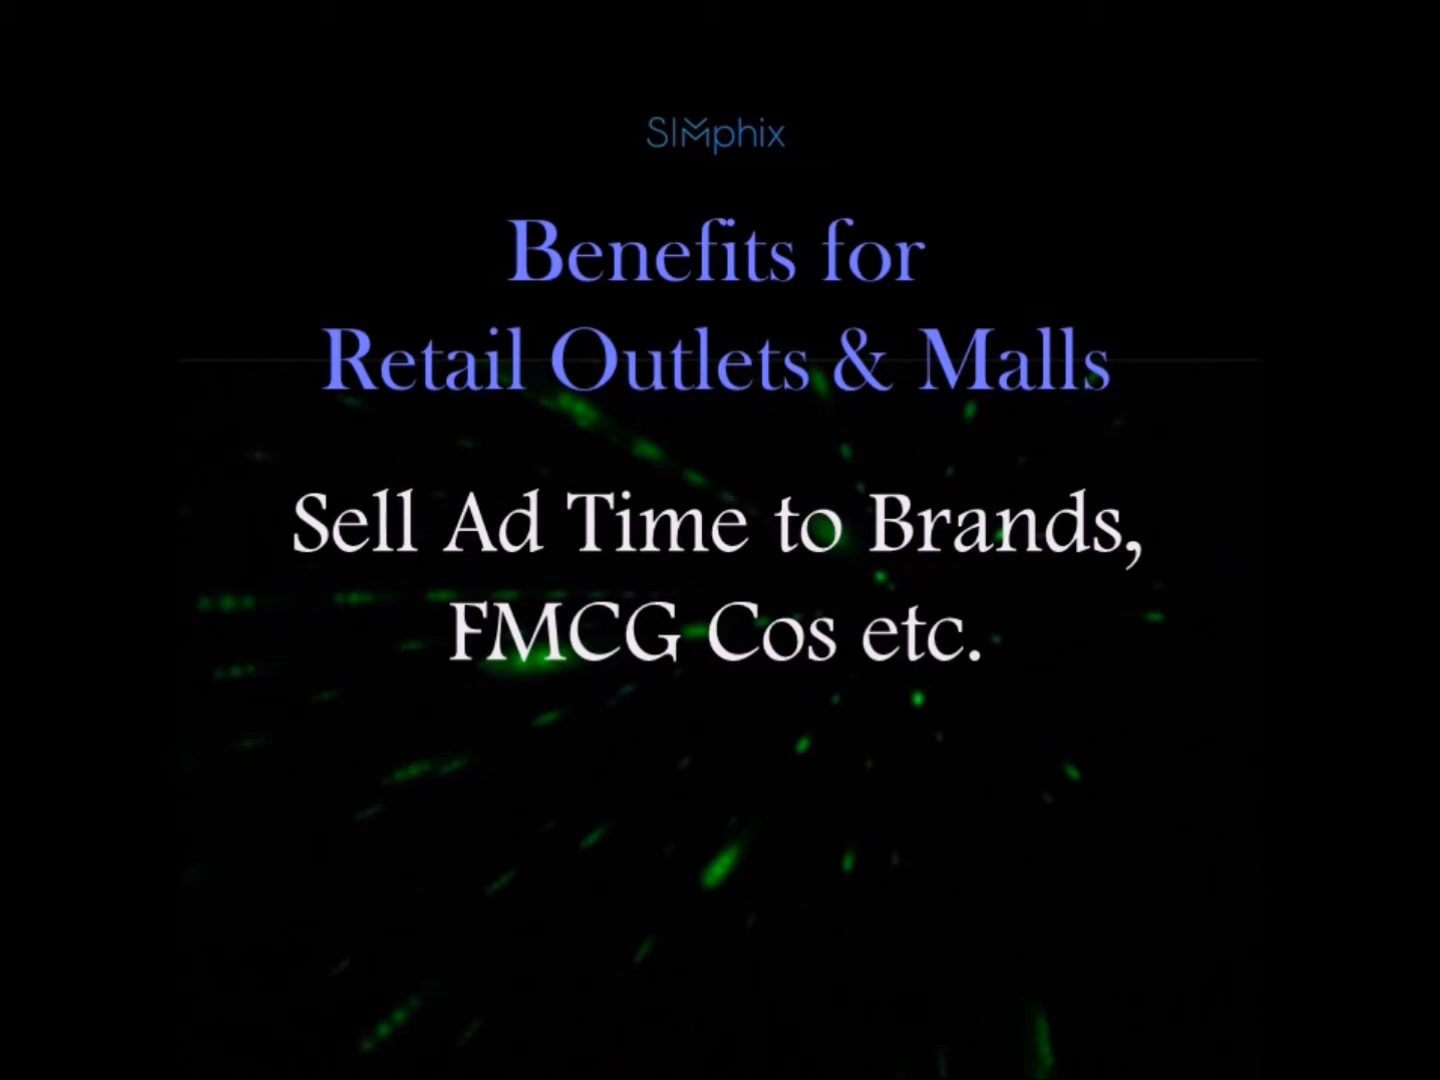 SIMphix
Benefits for
Retail Outlets & Malls
Sell Ad Time to Brands,
FMCG Cos etc.